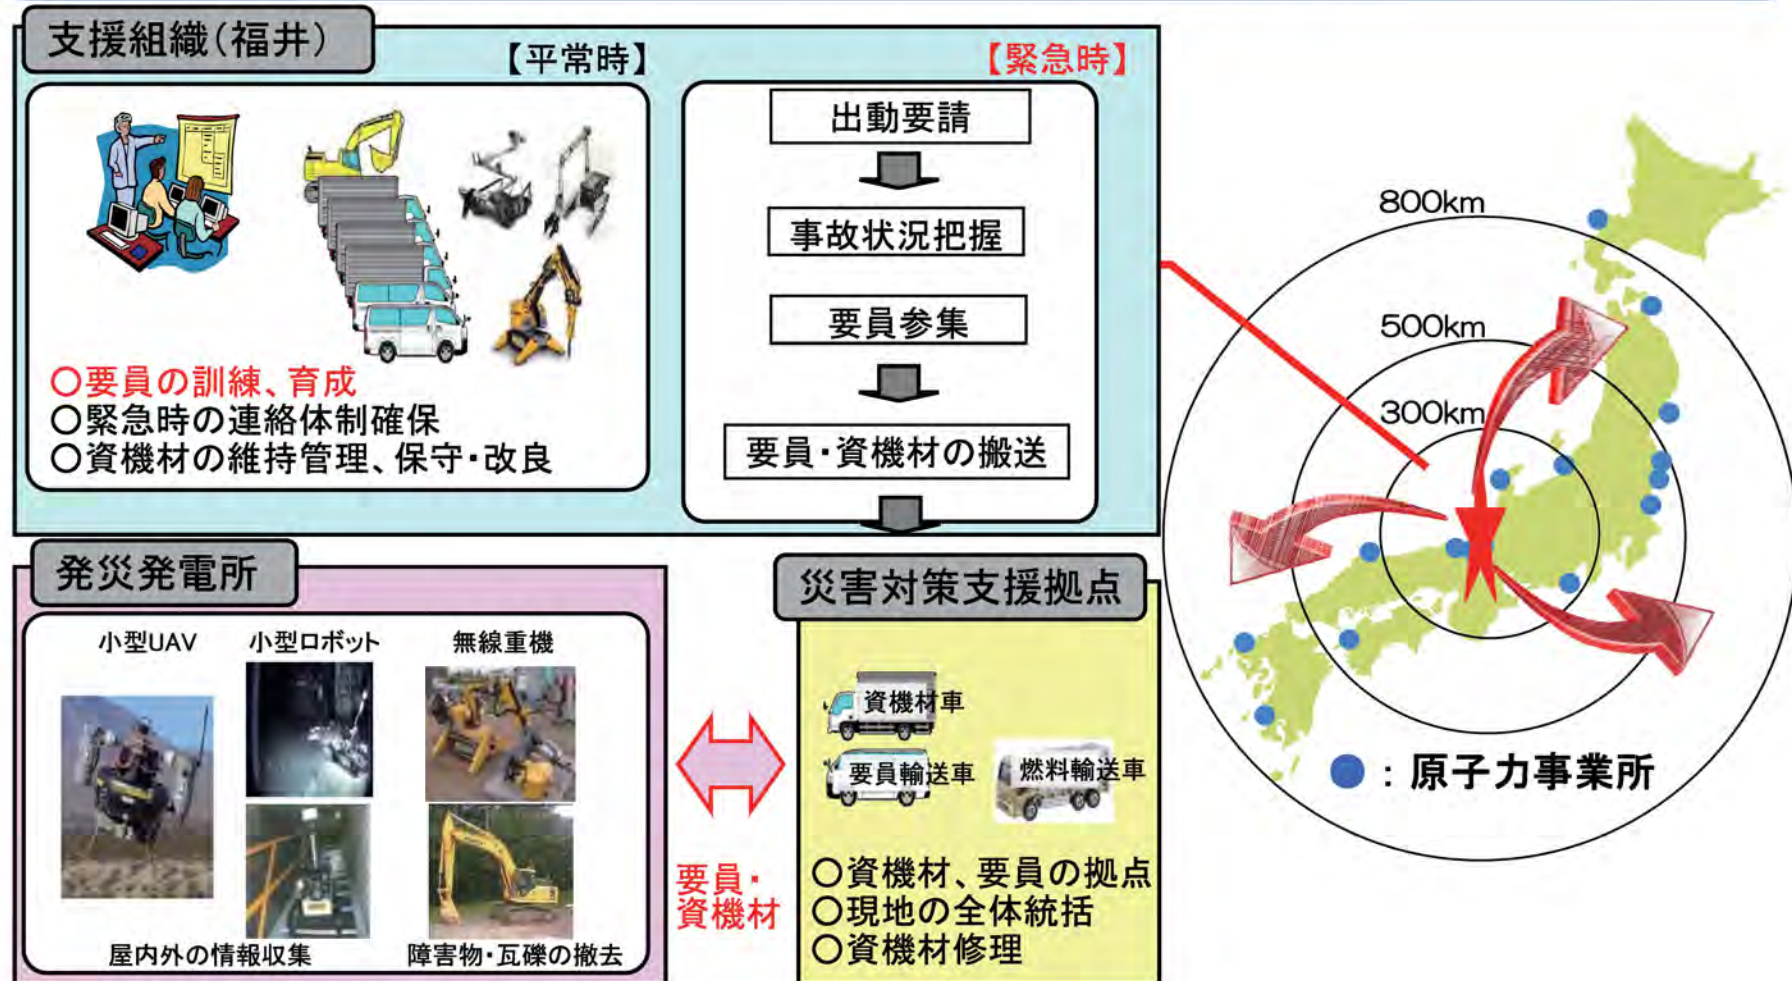 支援組織(福井)
【平常時】
○要員の訓練、育成
○緊急時の連絡体制確保
○資機材の維持管理、保守・改良
【緊急時】
出動要請
事故状況把握
要員参集
要員・資機材の搬送
発災発電所
小型UAV
小型ロボット
無線重機
屋内外の情報収集
障害物・瓦礫の撤去
要員・
資機材
災害対策支援拠点
資機材車
要員輸送車
燃料輸送車
○資機材、要員の拠点
○現地の全体統括
○資機材修理
800km
500km
300km
:原子力事業所